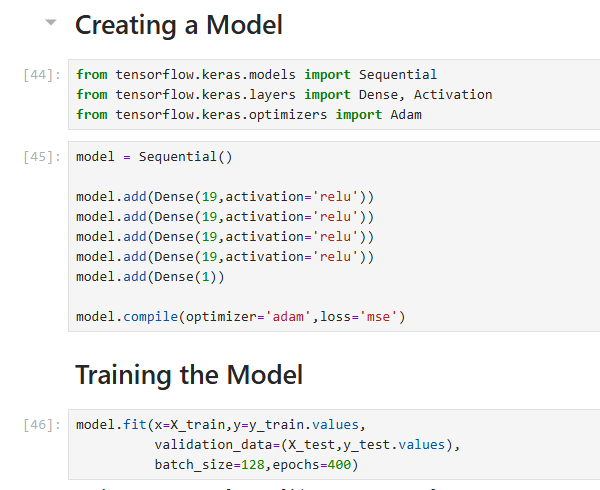 Creating a Model
[44]: from tensorflow.keras.models import Sequential
from tensorflow.keras.layers import Dense, Activation
from tensorflow.keras.optimizers import Adam
[45]: model = Sequential()
model.add(Dense(19,activation='relu'))
model.add(Dense(19,activation='relu'))
model.add(Dense(19,activation='relu'))
model.add(Dense(19,activation='relu'))
model.add(Dense(1))
model.compile(optimizer='adam',loss='mse')
Training the Model
[46]: model.fit(x=X_train,y=y_train.values,
validation_data=(X_test,y_test.values),
batch_size=128,epochs=400)